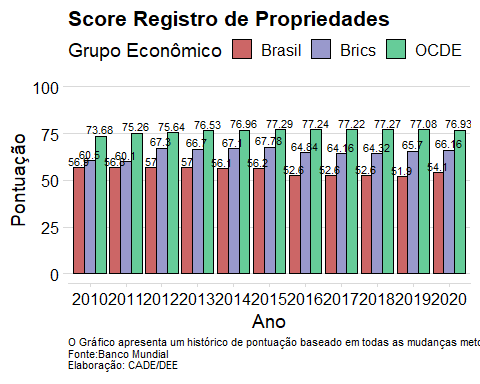 Score Registro de Propriedades
Grupo Econômico Brasil Brics OCDE
Pontuação
100
75
50
25
0
73.68 75.26 75.64 76.53 76.96 77.29 77.24 77.22 77.27 77.08 76.93
60.5 60.1 67.3 66.7 67.1 67.78 64.84 64.16 64.32 65.7 66.16
57 57 56.1 56.2 52.6 52.6 52.6 51.9 54.1
2010 2011 2012 2013 2014 2015 2016 2017 2018 2019 2020
Ano
O Gráfico apresenta um histórico de pontuação baseado em todas as mudanças meto
Fonte:Banco Mundial
Elaboração: CADE/DEE